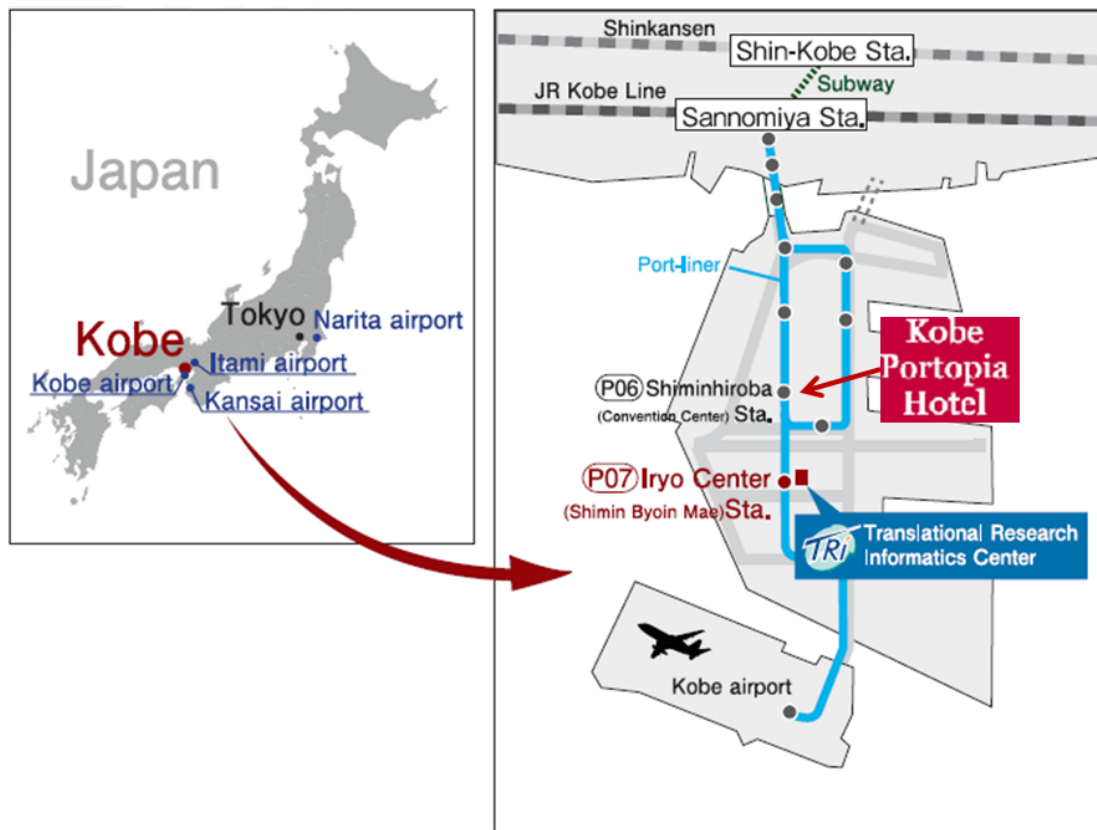 Japan
Tokyo
Narita airport
Kobe
Itami airport
Kobe airport
Kansai airport
Shinkansen
Shin-Kobe Sta.
Subway
JR Kobe Line
Sannomiya Sta.
Port-liner
Kobe
Portopia
Hotel
P06 Shiminhiroba
(Convention Center) Sta.
P07 Iryo Center
(Shimin Byoin Mae) Sta.
TRi Translational Research
Informatics Center
Kobe airport